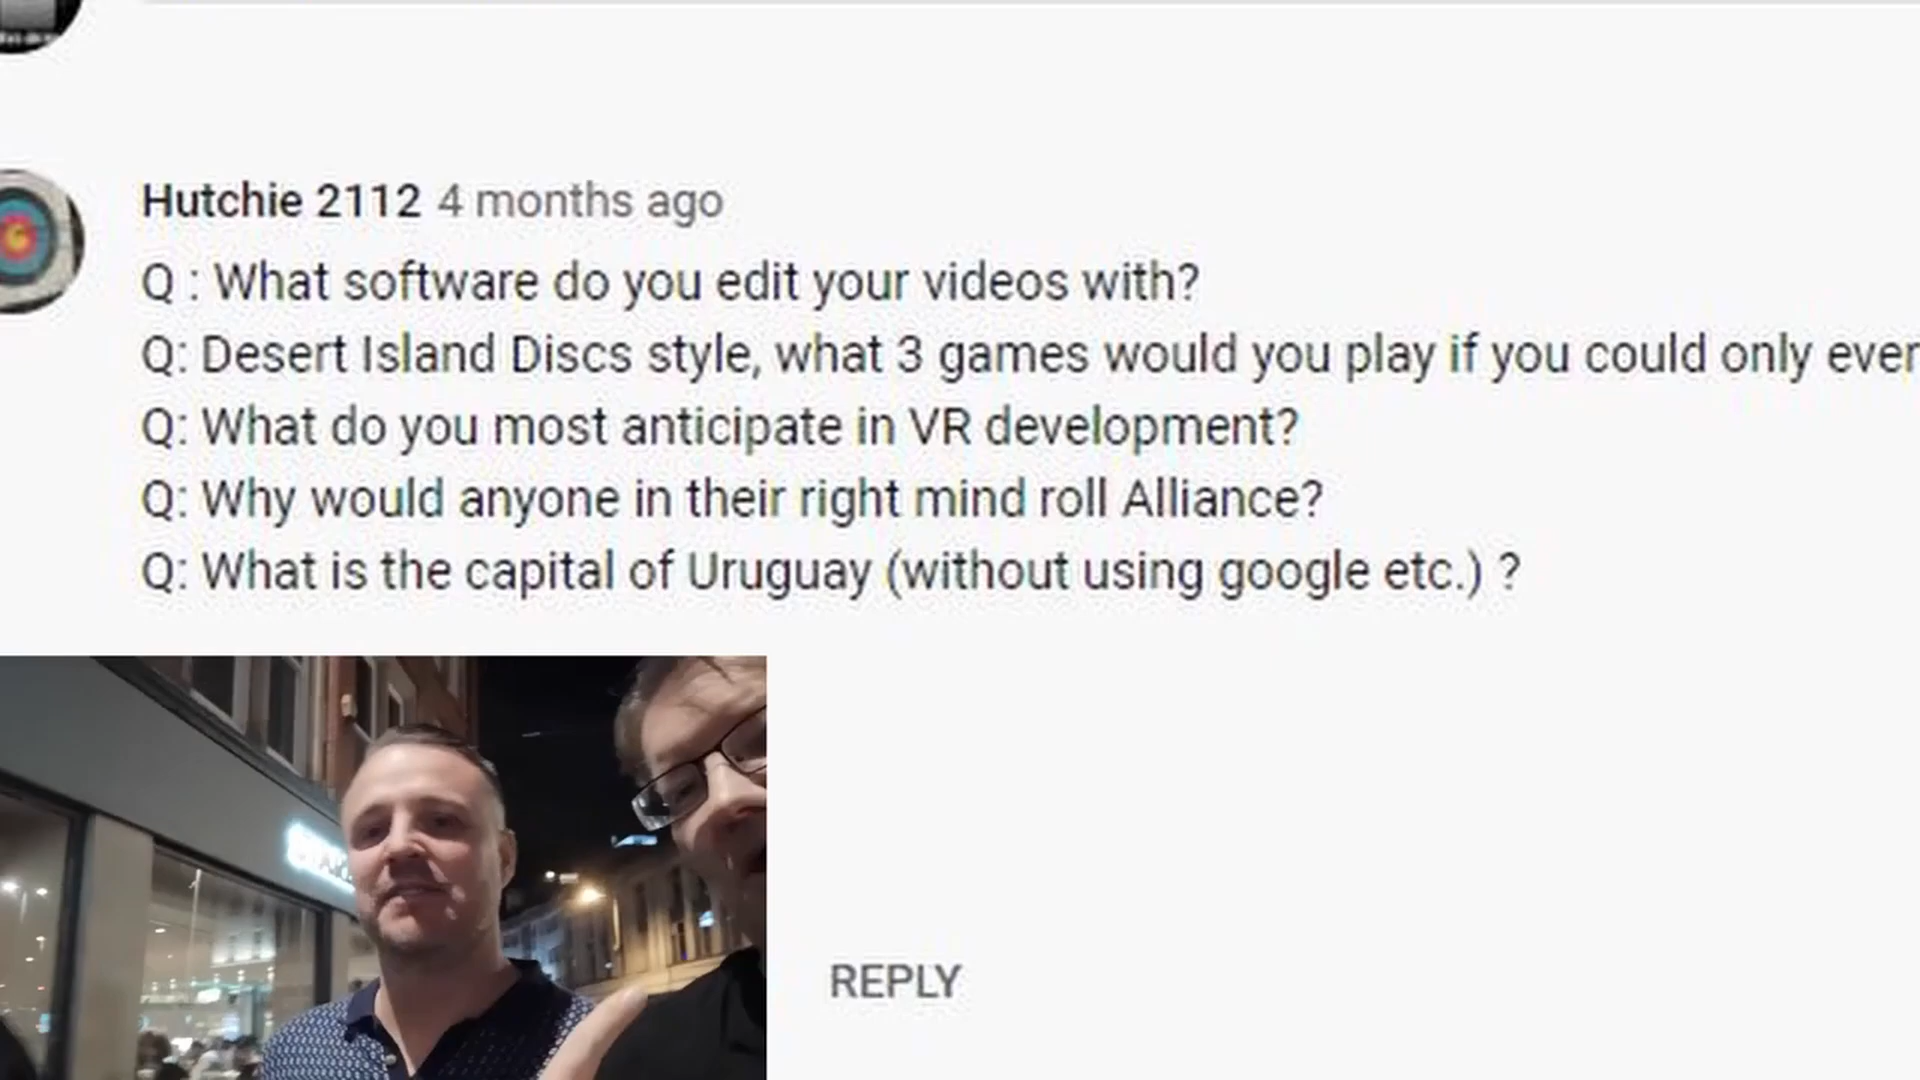 Hutchie 2112 4 months ago
Q : What software do you edit your videos with?
Q: Desert Island Discs style, what 3 games would you play if you could only ever
Q: What do you most anticipate in VR development?
Q: Why would anyone in their right mind roll Alliance?
Q: What is the capital of Uruguay (without using google etc.) ?
REPLY